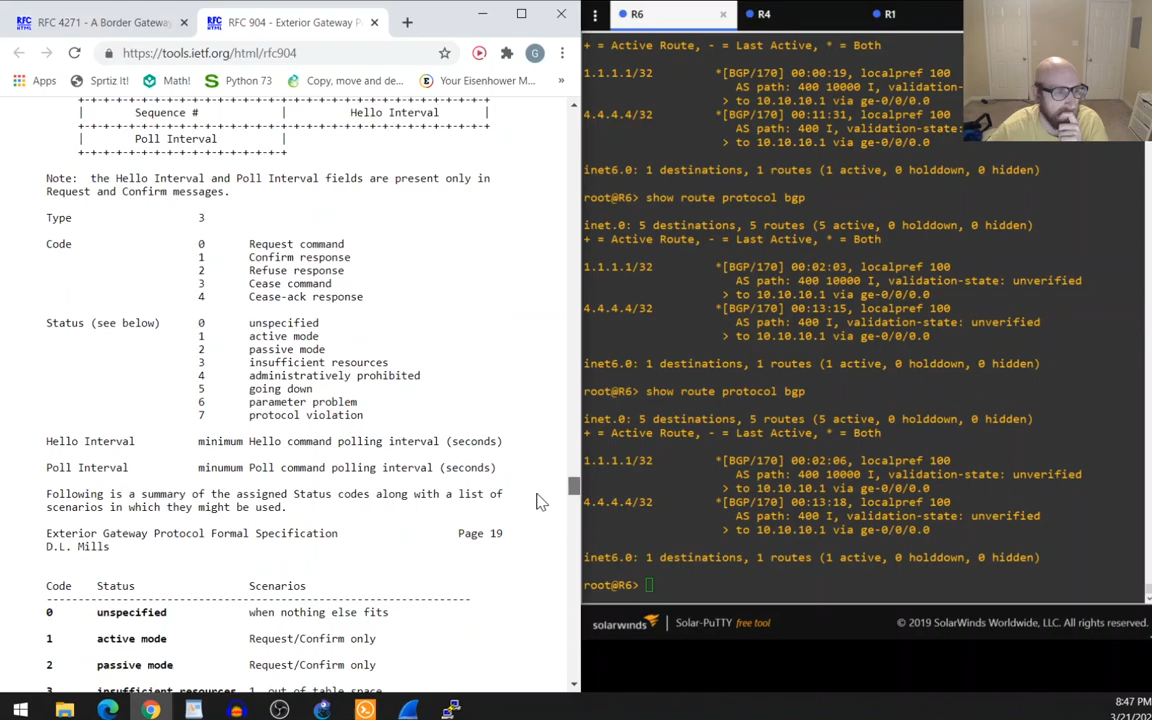 RFC 4271 - A Border Gateway
RFC 904 - Exterior Gateway P
https://tools.ietf.org/html/rfc904
G
Apps
Sprtiz It!
Math!
Python 73
Copy, move and de...
Your Eisenhower M...
»
+-+-+-+-+-+-+-+-+-+-+-+-+-+-+-+-+-+-+-+-+-+-+-+-+-+-+-+-+-+-+-+-+
| Sequence # | Hello Interval |
+-+-+-+-+-+-+-+-+-+-+-+-+-+-+-+-+-+-+-+-+-+-+-+-+-+-+-+-+-+-+-+-+
| Poll Interval |
+-+-+-+-+-+-+-+-+-+-+-+-+-+-+-+-+
Note: the Hello Interval and Poll Interval fields are present only in
Request and Confirm messages.
Type 3
Code 0 Request command
1 Confirm response
2 Refuse response
3 Cease command
4 Cease-ack response
Status (see below) 0 unspecified
1 active mode
2 passive mode
3 insufficient resources
4 administratively prohibited
5 going down
6 parameter problem
7 protocol violation
Hello Interval minimum Hello command polling interval (seconds)
Poll Interval minumum Poll command polling interval (seconds)
Following is a summary of the assigned Status codes along with a list of
scenarios in which they might be used.
Exterior Gateway Protocol Formal Specification Page 19
D.L. Mills
Code Status Scenarios
-----------------------------------------------------------------
0 unspecified when nothing else fits
1 active mode Request/Confirm only
2 passive mode Request/Confirm only
3 insufficient resources 1. out of table space
R6
R4
R1
+ = Active Route, - = Last Active, * = Both
1.1.1.1/32 *[BGP/170] 00:00:19, localpref 100
AS path: 400 10000 I, validation-
> to 10.10.10.1 via ge-0/0/0.0
4.4.4.4/32 *[BGP/170] 00:11:31, localpref 100
AS path: 400 I, validation-state:
> to 10.10.10.1 via ge-0/0/0.0
inet6.0: 1 destinations, 1 routes (1 active, 0 holddown, 0 hidden)
root@R6> show route protocol bgp
inet.0: 5 destinations, 5 routes (5 active, 0 holddown, 0 hidden)
+ = Active Route, - = Last Active, * = Both
1.1.1.1/32 *[BGP/170] 00:02:03, localpref 100
AS path: 400 10000 I, validation-state: unverified
> to 10.10.10.1 via ge-0/0/0.0
4.4.4.4/32 *[BGP/170] 00:13:15, localpref 100
AS path: 400 I, validation-state: unverified
> to 10.10.10.1 via ge-0/0/0.0
inet6.0: 1 destinations, 1 routes (1 active, 0 holddown, 0 hidden)
root@R6> show route protocol bgp
inet.0: 5 destinations, 5 routes (5 active, 0 holddown, 0 hidden)
+ = Active Route, - = Last Active, * = Both
1.1.1.1/32 *[BGP/170] 00:02:06, localpref 100
AS path: 400 10000 I, validation-state: unverified
> to 10.10.10.1 via ge-0/0/0.0
4.4.4.4/32 *[BGP/170] 00:13:18, localpref 100
AS path: 400 I, validation-state: unverified
> to 10.10.10.1 via ge-0/0/0.0
inet6.0: 1 destinations, 1 routes (1 active, 0 holddown, 0 hidden)
root@R6>
solarwinds
Solar-PuTTY free tool
© 2019 SolarWinds Worldwide, LLC. All rights reserved.
8:47 PM
3/21/202